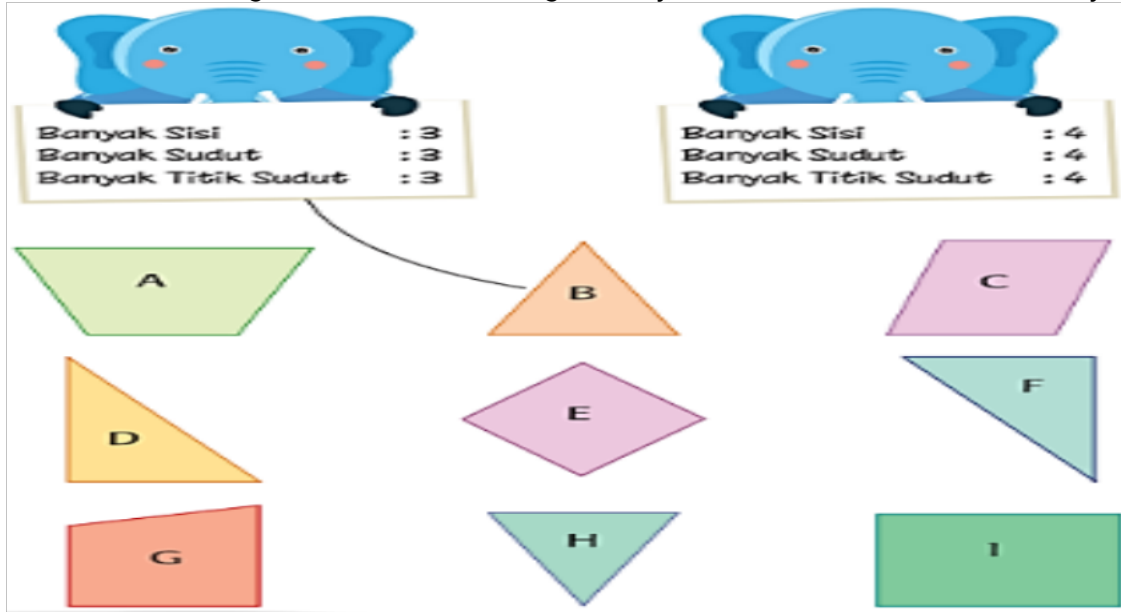 Banyak Sisi : 3
Banyak Sudut : 3
Banyak Titik Sudut : 3
Banyak Sisi : 4
Banyak Sudut : 4
Banyak Titik Sudut : 4
A
B
C
D
E
F
G
H
I